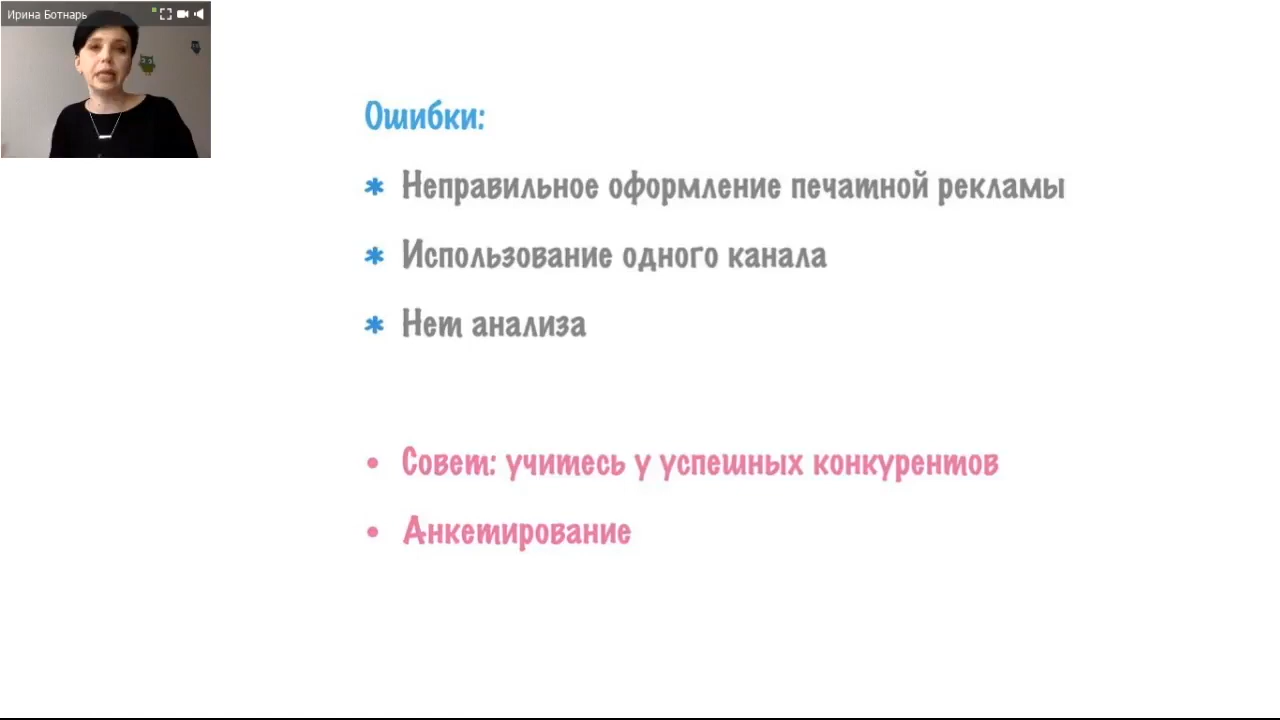 Ирина Ботнарь
Ошибки:
* Неправильное оформление печатной рекламы
* Использование одного канала
* Нет анализа
• Совет: учитесь у успешных конкурентов
• Анкетирование